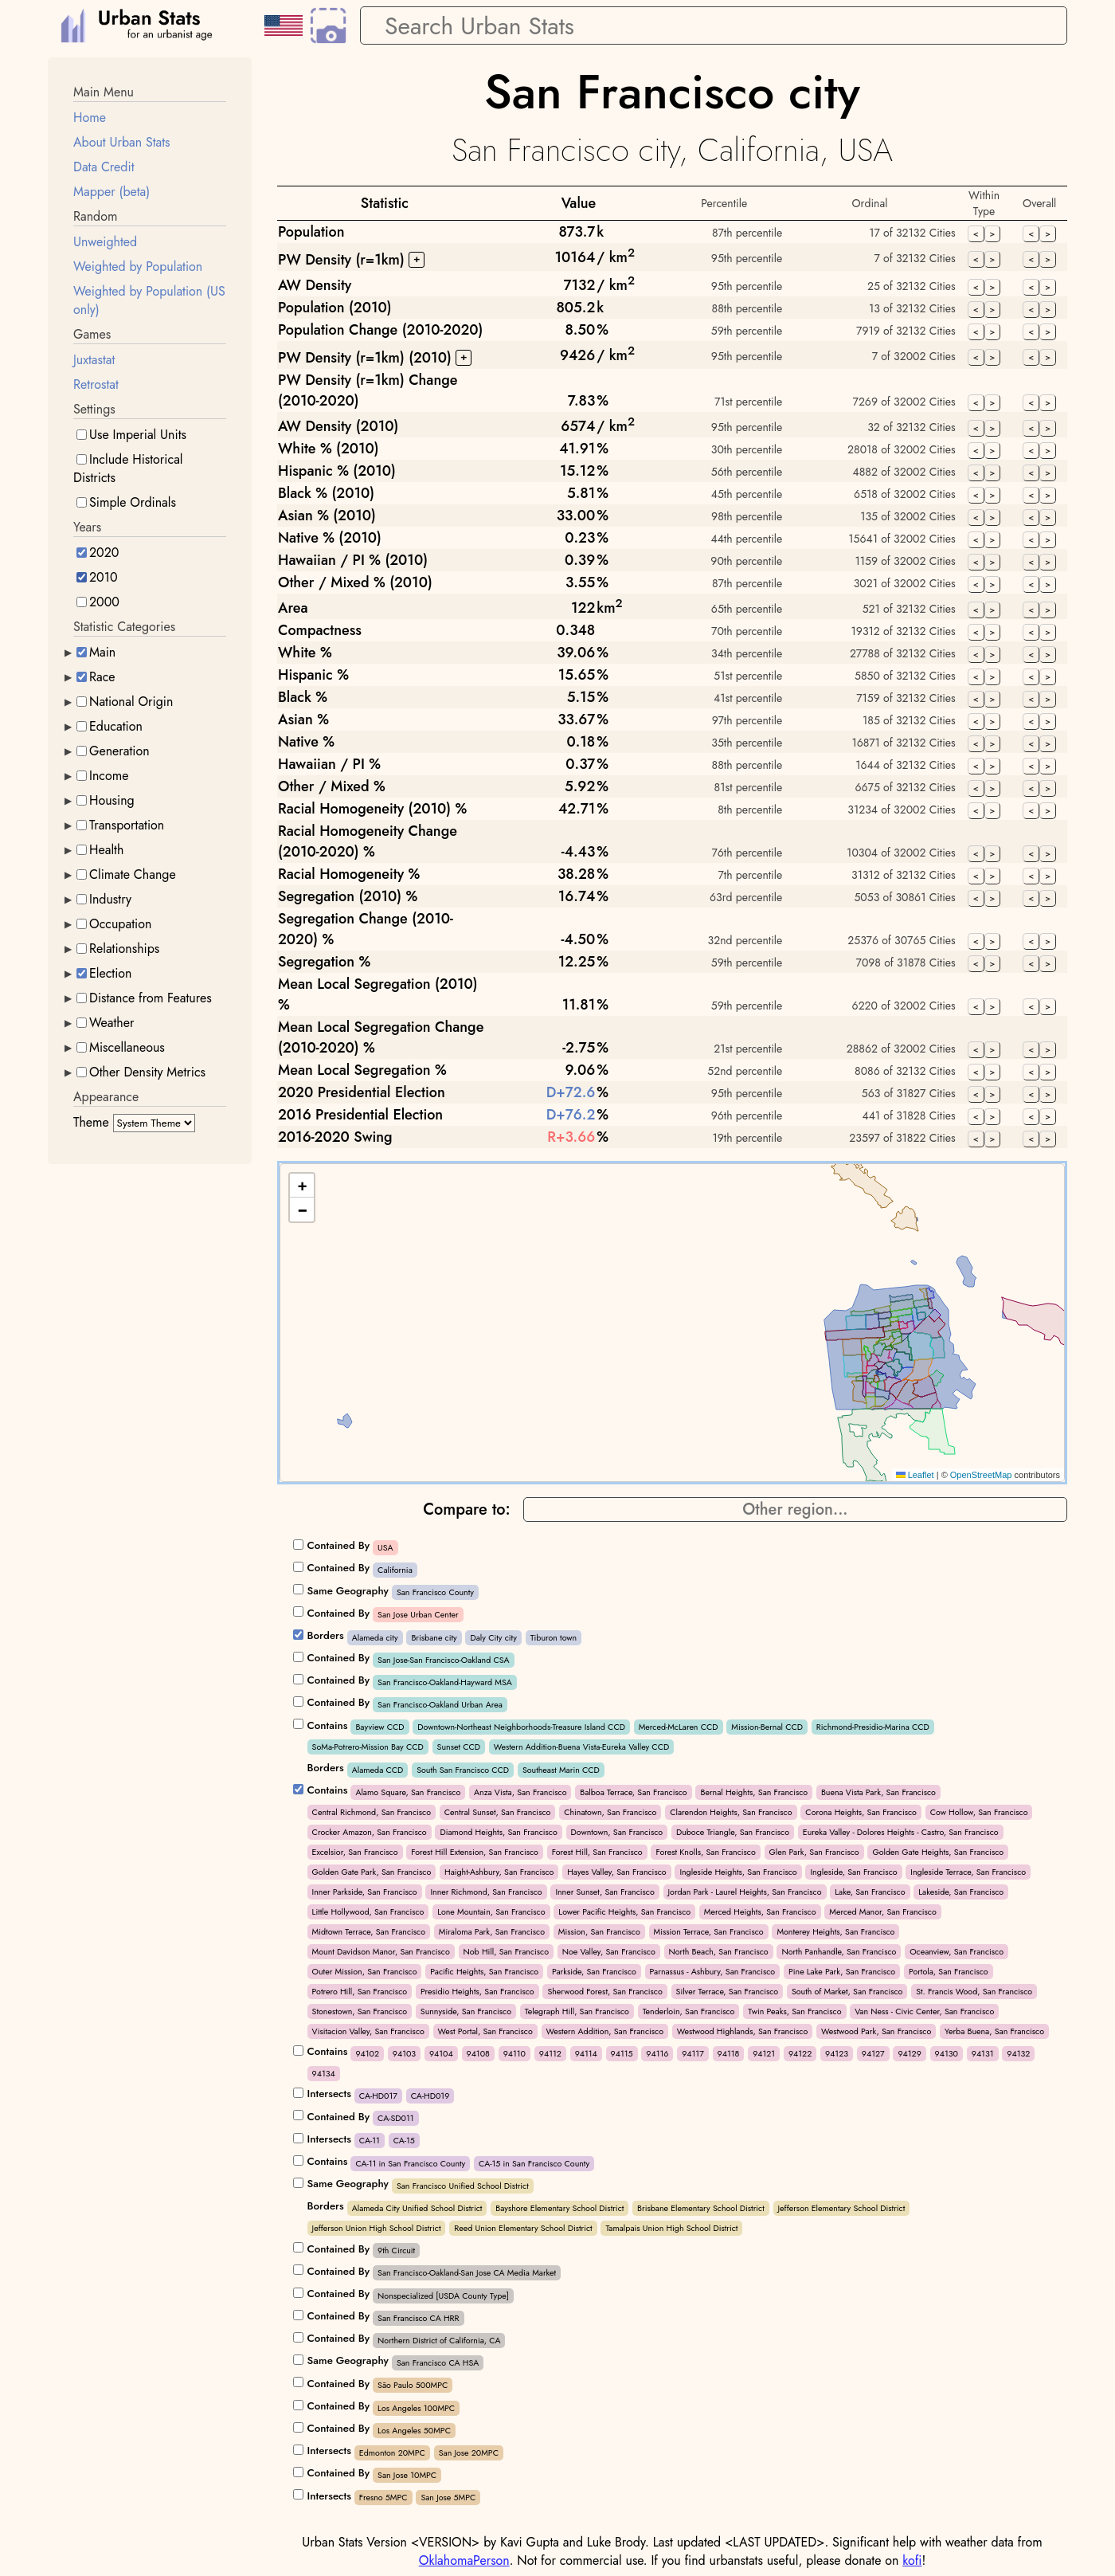 Urban Stats
for an urbanist age
Search Urban Stats
Main Menu
Home
About Urban Stats
Data Credit
Mapper (beta)
Random
Unweighted
Weighted by Population
Weighted by Population (US
only)
Games
Juxtastat
Retrostat
Settings
Use Imperial Units
Include Historical
Districts
Simple Ordinals
Years
2020
2010
2000
Statistic Categories
Main
Race
National Origin
Education
Generation
Income
Housing
Transportation
Health
Climate Change
Industry
Occupation
Relationships
Election
Distance from Features
Weather
Miscellaneous
Other Density Metrics
Appearance
Theme System Theme
San Francisco city
San Francisco city, California, USA
Statistic Value Percentile Ordinal Within Type Overall
Population 873.7k 87th percentile 17 of 32132 Cities < > < >
PW Density (r=1km) + 10164/ km2 95th percentile 7 of 32132 Cities < > < >
AW Density 7132/ km2 95th percentile 25 of 32132 Cities < > < >
Population (2010) 805.2k 88th percentile 13 of 32132 Cities < > < >
Population Change (2010-2020) 8.50% 59th percentile 7919 of 32132 Cities < > < >
PW Density (r=1km) (2010) + 9426/ km2 95th percentile 7 of 32002 Cities < > < >
PW Density (r=1km) Change
(2010-2020) 7.83% 71st percentile 7269 of 32002 Cities < > < >
AW Density (2010) 6574/ km2 95th percentile 32 of 32132 Cities < > < >
White % (2010) 41.91% 30th percentile 28018 of 32002 Cities < > < >
Hispanic % (2010) 15.12% 56th percentile 4882 of 32002 Cities < > < >
Black % (2010) 5.81% 45th percentile 6518 of 32002 Cities < > < >
Asian % (2010) 33.00% 98th percentile 135 of 32002 Cities < > < >
Native % (2010) 0.23% 44th percentile 15641 of 32002 Cities < > < >
Hawaiian / PI % (2010) 0.39% 90th percentile 1159 of 32002 Cities < > < >
Other / Mixed % (2010) 3.55% 87th percentile 3021 of 32002 Cities < > < >
Area 122km2 65th percentile 521 of 32132 Cities < > < >
Compactness 0.348 70th percentile 19312 of 32132 Cities < > < >
White % 39.06% 34th percentile 27788 of 32132 Cities < > < >
Hispanic % 15.65% 51st percentile 5850 of 32132 Cities < > < >
Black % 5.15% 41st percentile 7159 of 32132 Cities < > < >
Asian % 33.67% 97th percentile 185 of 32132 Cities < > < >
Native % 0.18% 35th percentile 16871 of 32132 Cities < > < >
Hawaiian / PI % 0.37% 88th percentile 1644 of 32132 Cities < > < >
Other / Mixed % 5.92% 81st percentile 6675 of 32132 Cities < > < >
Racial Homogeneity (2010) % 42.71% 8th percentile 31234 of 32002 Cities < > < >
Racial Homogeneity Change
(2010-2020) % -4.43% 76th percentile 10304 of 32002 Cities < > < >
Racial Homogeneity % 38.28% 7th percentile 31312 of 32132 Cities < > < >
Segregation (2010) % 16.74% 63rd percentile 5053 of 30861 Cities < > < >
Segregation Change (2010-
2020) % -4.50% 32nd percentile 25376 of 30765 Cities < > < >
Segregation % 12.25% 59th percentile 7098 of 31878 Cities < > < >
Mean Local Segregation (2010)
% 11.81% 59th percentile 6220 of 32002 Cities < > < >
Mean Local Segregation Change
(2010-2020) % -2.75% 21st percentile 28862 of 32002 Cities < > < >
Mean Local Segregation % 9.06% 52nd percentile 8086 of 32132 Cities < > < >
2020 Presidential Election D+72.6% 95th percentile 563 of 31827 Cities < > < >
2016 Presidential Election D+76.2% 96th percentile 441 of 31828 Cities < > < >
2016-2020 Swing R+3.66% 19th percentile 23597 of 31822 Cities < > < >
+
−
Leaflet | © OpenStreetMap contributors
Compare to: Other region...
Contained By USA
Contained By California
Same Geography San Francisco County
Contained By San Jose Urban Center
Borders Alameda city Brisbane city Daly City city Tiburon town
Contained By San Jose-San Francisco-Oakland CSA
Contained By San Francisco-Oakland-Hayward MSA
Contained By San Francisco-Oakland Urban Area
Contains Bayview CCD Downtown-Northeast Neighborhoods-Treasure Island CCD Merced-McLaren CCD Mission-Bernal CCD Richmond-Presidio-Marina CCD
SoMa-Potrero-Mission Bay CCD Sunset CCD Western Addition-Buena Vista-Eureka Valley CCD
Borders Alameda CCD South San Francisco CCD Southeast Marin CCD
Contains Alamo Square, San Francisco Anza Vista, San Francisco Balboa Terrace, San Francisco Bernal Heights, San Francisco Buena Vista Park, San Francisco
Central Richmond, San Francisco Central Sunset, San Francisco Chinatown, San Francisco Clarendon Heights, San Francisco Corona Heights, San Francisco Cow Hollow, San Francisco
Crocker Amazon, San Francisco Diamond Heights, San Francisco Downtown, San Francisco Duboce Triangle, San Francisco Eureka Valley - Dolores Heights - Castro, San Francisco
Excelsior, San Francisco Forest Hill Extension, San Francisco Forest Hill, San Francisco Forest Knolls, San Francisco Glen Park, San Francisco Golden Gate Heights, San Francisco
Golden Gate Park, San Francisco Haight-Ashbury, San Francisco Hayes Valley, San Francisco Ingleside Heights, San Francisco Ingleside, San Francisco Ingleside Terrace, San Francisco
Inner Parkside, San Francisco Inner Richmond, San Francisco Inner Sunset, San Francisco Jordan Park - Laurel Heights, San Francisco Lake, San Francisco Lakeside, San Francisco
Little Hollywood, San Francisco Lone Mountain, San Francisco Lower Pacific Heights, San Francisco Merced Heights, San Francisco Merced Manor, San Francisco
Midtown Terrace, San Francisco Miraloma Park, San Francisco Mission, San Francisco Mission Terrace, San Francisco Monterey Heights, San Francisco
Mount Davidson Manor, San Francisco Nob Hill, San Francisco Noe Valley, San Francisco North Beach, San Francisco North Panhandle, San Francisco Oceanview, San Francisco
Outer Mission, San Francisco Pacific Heights, San Francisco Parkside, San Francisco Parnassus - Ashbury, San Francisco Pine Lake Park, San Francisco Portola, San Francisco
Potrero Hill, San Francisco Presidio Heights, San Francisco Sherwood Forest, San Francisco Silver Terrace, San Francisco South of Market, San Francisco St. Francis Wood, San Francisco
Stonestown, San Francisco Sunnyside, San Francisco Telegraph Hill, San Francisco Tenderloin, San Francisco Twin Peaks, San Francisco Van Ness - Civic Center, San Francisco
Visitacion Valley, San Francisco West Portal, San Francisco Western Addition, San Francisco Westwood Highlands, San Francisco Westwood Park, San Francisco Yerba Buena, San Francisco
Contains 94102 94103 94104 94108 94110 94112 94114 94115 94116 94117 94118 94121 94122 94123 94127 94129 94130 94131 94132
94134
Intersects CA-HD017 CA-HD019
Contained By CA-SD011
Intersects CA-11 CA-15
Contains CA-11 in San Francisco County CA-15 in San Francisco County
Same Geography San Francisco Unified School District
Borders Alameda City Unified School District Bayshore Elementary School District Brisbane Elementary School District Jefferson Elementary School District
Jefferson Union High School District Reed Union Elementary School District Tamalpais Union High School District
Contained By 9th Circuit
Contained By San Francisco-Oakland-San Jose CA Media Market
Contained By Nonspecialized [USDA County Type]
Contained By San Francisco CA HRR
Contained By Northern District of California, CA
Same Geography San Francisco CA HSA
Contained By São Paulo 500MPC
Contained By Los Angeles 100MPC
Contained By Los Angeles 50MPC
Intersects Edmonton 20MPC San Jose 20MPC
Contained By San Jose 10MPC
Intersects Fresno 5MPC San Jose 5MPC
Urban Stats Version <VERSION> by Kavi Gupta and Luke Brody. Last updated <LAST UPDATED>. Significant help with weather data from
OklahomaPerson. Not for commercial use. If you find urbanstats useful, please donate on kofi!